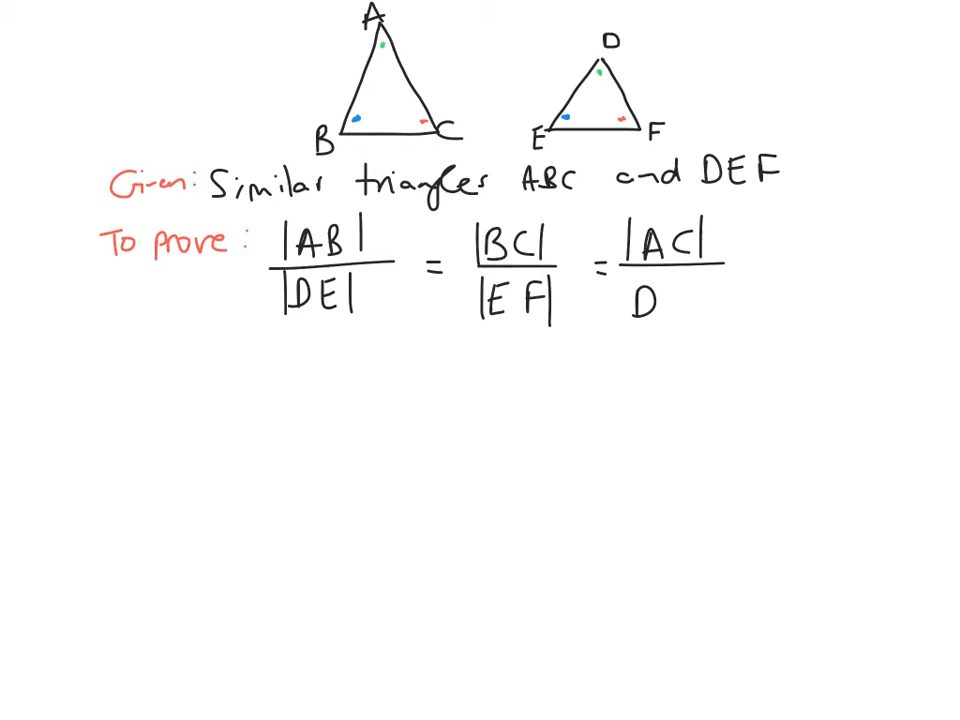 A
D
B
C
E
F
Given: Similar triangles ABC and DEF
To prove: |AB| / |DE| = |BC| / |EF| = |AC| / D